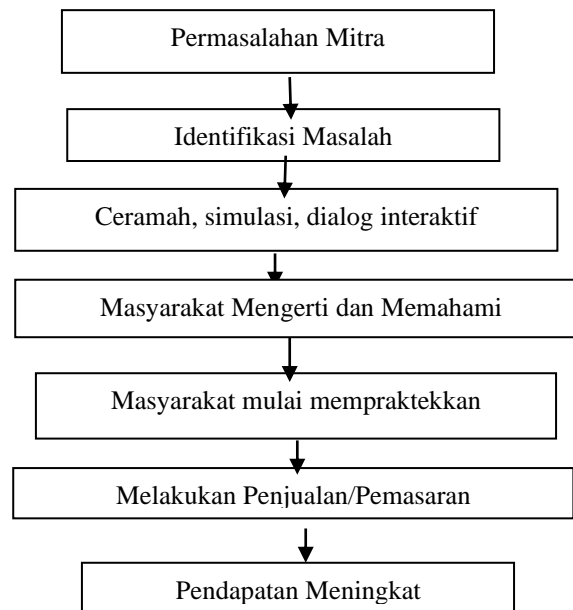 Permasalahan Mitra
Identifikasi Masalah
Ceramah, simulasi, dialog interaktif
Masyarakat Mengerti dan Memahami
Masyarakat mulai mempraktekkan
Melakukan Penjualan/Pemasaran
Pendapatan Meningkat